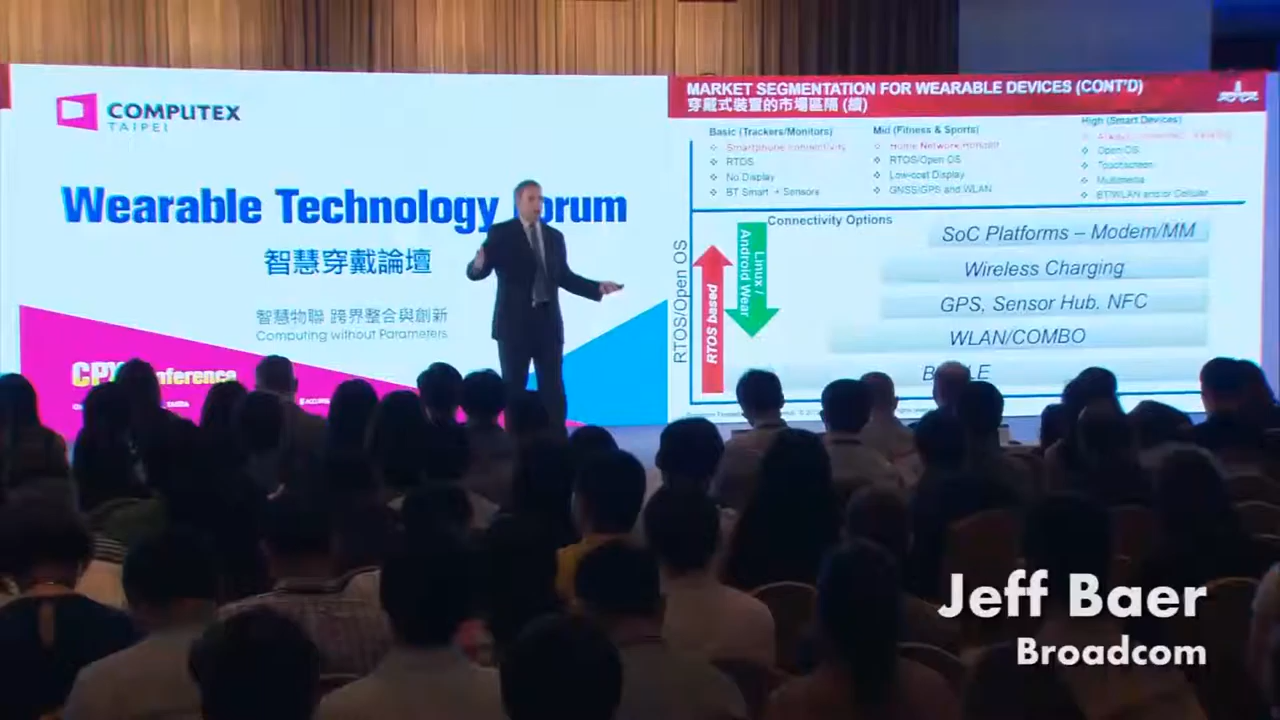 COMPUTEX
TAIPEI
Wearable Technology orum
智慧穿戴論壇
智慧物聯 跨界整合與創新
Computing without Parameters
MARKET SEGMENTATION FOR WEARABLE DEVICES (CONT'D)
穿戴式裝置的市場區隔 (續)
Basic (Trackers/Monitors)
Smartphone connectivity
RTOS
No Display
BT Smart + Sensors
Mid (Fitness & Sports)
Home Network
RTOS/Open OS
Low-cost Display
GNSS/GPS and WLAN
High (Smart Devices)
Open OS
Touchscreen
Multimedia
BT/WLAN and/or Cellular
Connectivity Options
RTOS/Open OS
RTOS based
Linux /
Android Wear
SoC Platforms – Modem/MM
Wireless Charging
GPS, Sensor Hub. NFC
WLAN/COMBO
Jeff Baer
Broadcom